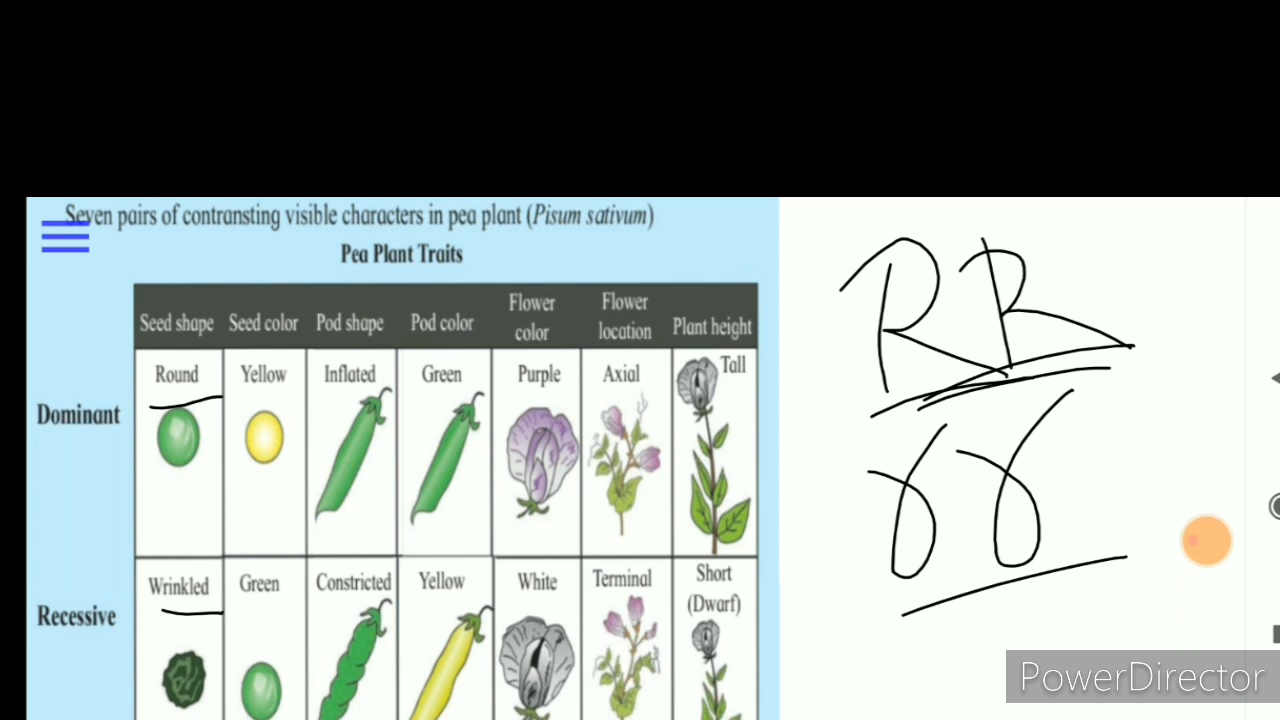 Seven pairs of contransting visible characters in pea plant (Pisum sativum)
Pea Plant Traits
Seed shape Seed color Pod shape Pod color Flower color Flower location Plant height
Dominant Round Yellow Inflated Green Purple Axial Tall
Recessive Wrinkled Green Constricted Yellow White Terminal Short (Dwarf)
RR
rr
PowerDirector